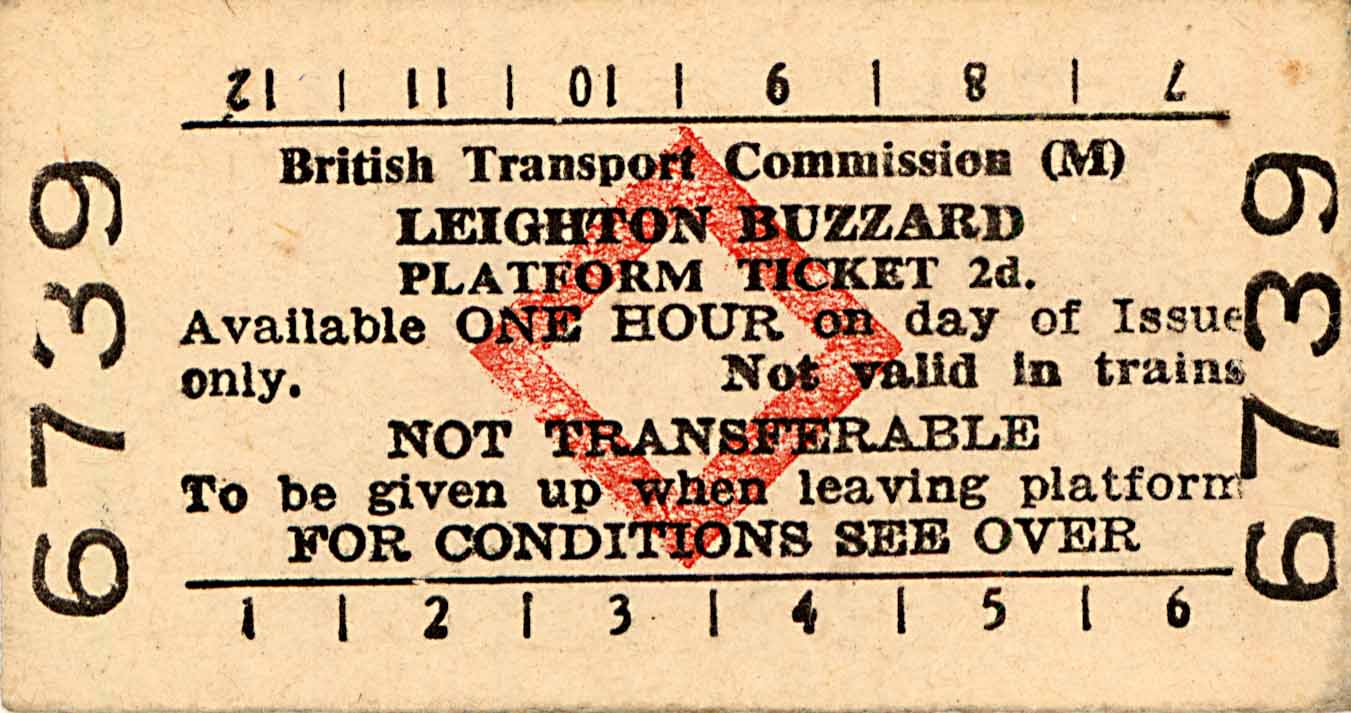 12 | 11 | 10 | 9 | 8 | 7
British Transport Commission (M)
LEIGHTON BUZZARD
PLATFORM TICKET 2d.
Available ONE HOUR on day of Issue
only. Not valid in trains
NOT TRANSFERABLE
To be given up when leaving platform
FOR CONDITIONS SEE OVER
1 | 2 | 3 | 4 | 5 | 6
6739
6739